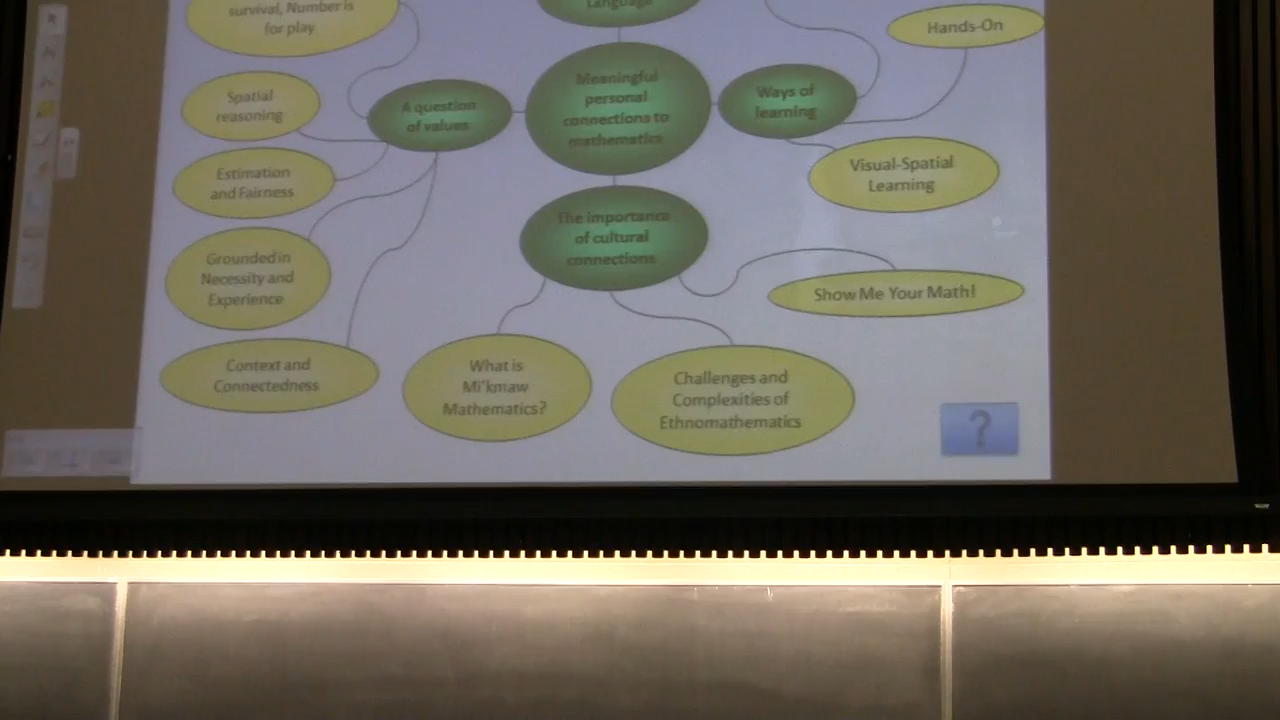 survival, Number is
for play
Language
Hands-On
Spatial
reasoning
A question
of values
Meaningful
personal
connections to
mathematics
Ways of
learning
Estimation
and Fairness
Visual-Spatial
Learning
The importance
of cultural
connections
Grounded in
Necessity and
Experience
Show Me Your Math!
Context and
Connectedness
What is
Mi'kmaw
Mathematics?
Challenges and
Complexities of
Ethnomathematics
?